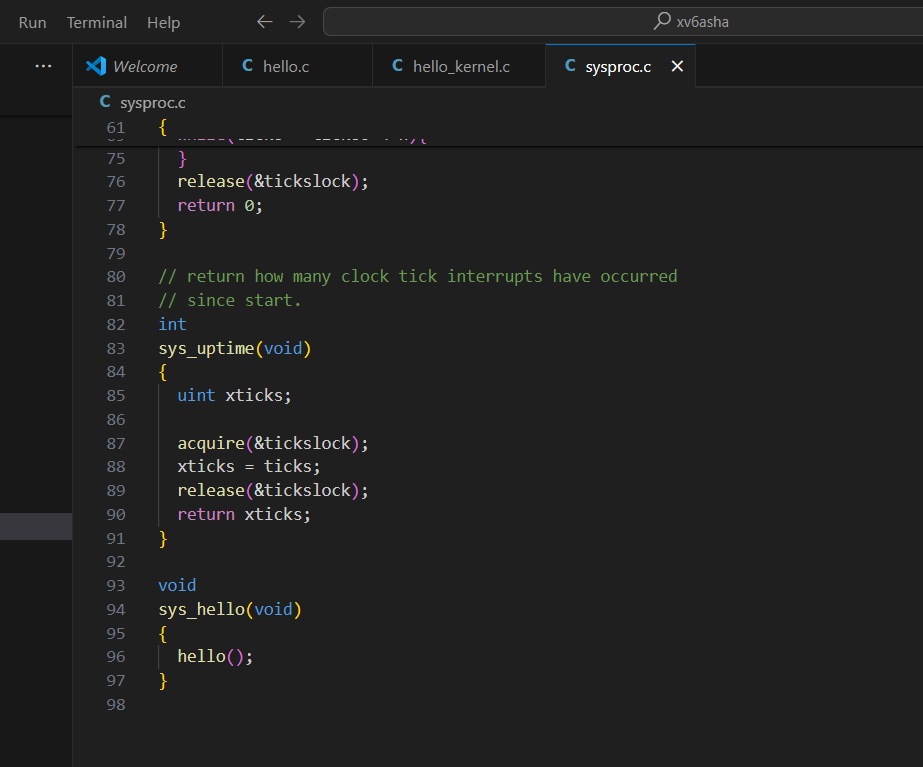 Run Terminal Help xv6asha
··· Welcome C hello.c C hello_kernel.c C sysproc.c
C sysproc.c
61 {
75 }
76 release(&tickslock);
77 return 0;
78 }
79
80 // return how many clock tick interrupts have occurred
81 // since start.
82 int
83 sys_uptime(void)
84 {
85 uint xticks;
86
87 acquire(&tickslock);
88 xticks = ticks;
89 release(&tickslock);
90 return xticks;
91 }
92
93 void
94 sys_hello(void)
95 {
96 hello();
97 }
98